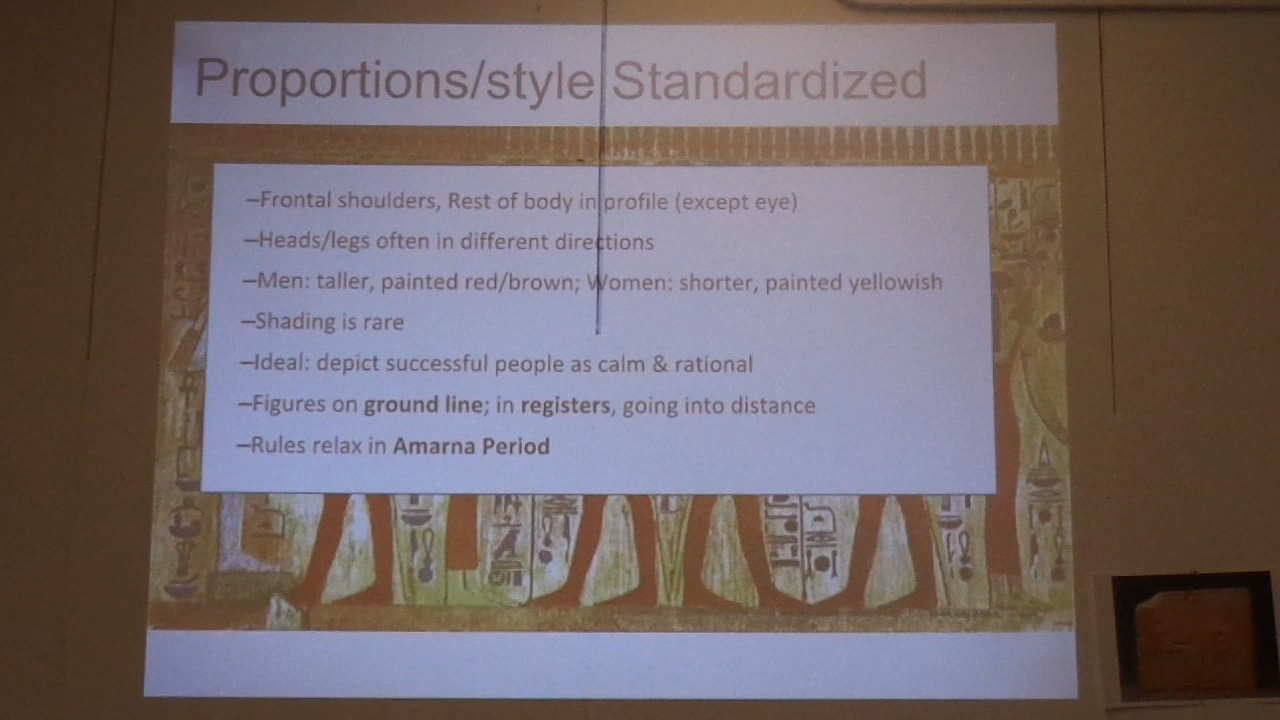 Proportions/style Standardized
–Frontal shoulders, Rest of body in profile (except eye)
–Heads/legs often in different directions
–Men: taller, painted red/brown; Women: shorter, painted yellowish
–Shading is rare
–Ideal: depict successful people as calm & rational
–Figures on ground line; in registers, going into distance
–Rules relax in Amarna Period